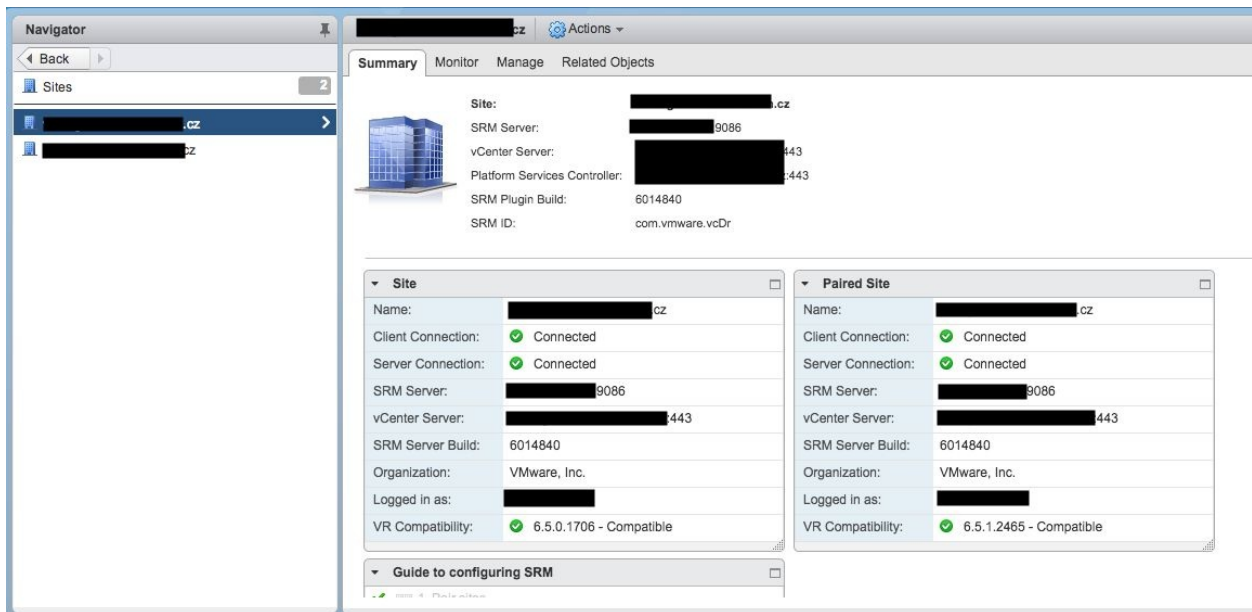 Navigator
Back
Sites 2
.cz
cz
cz Actions
Summary Monitor Manage Related Objects
Site: .cz
SRM Server: 9086
vCenter Server: 443
Platform Services Controller: :443
SRM Plugin Build: 6014840
SRM ID: com.vmware.vcDr
Site
Name: cz
Client Connection: Connected
Server Connection: Connected
SRM Server: 9086
vCenter Server: :443
SRM Server Build: 6014840
Organization: VMware, Inc.
Logged in as:
VR Compatibility: 6.5.0.1706 - Compatible
Paired Site
Name: .cz
Client Connection: Connected
Server Connection: Connected
SRM Server: 9086
vCenter Server: 443
SRM Server Build: 6014840
Organization: VMware, Inc.
Logged in as:
VR Compatibility: 6.5.1.2465 - Compatible
Guide to configuring SRM